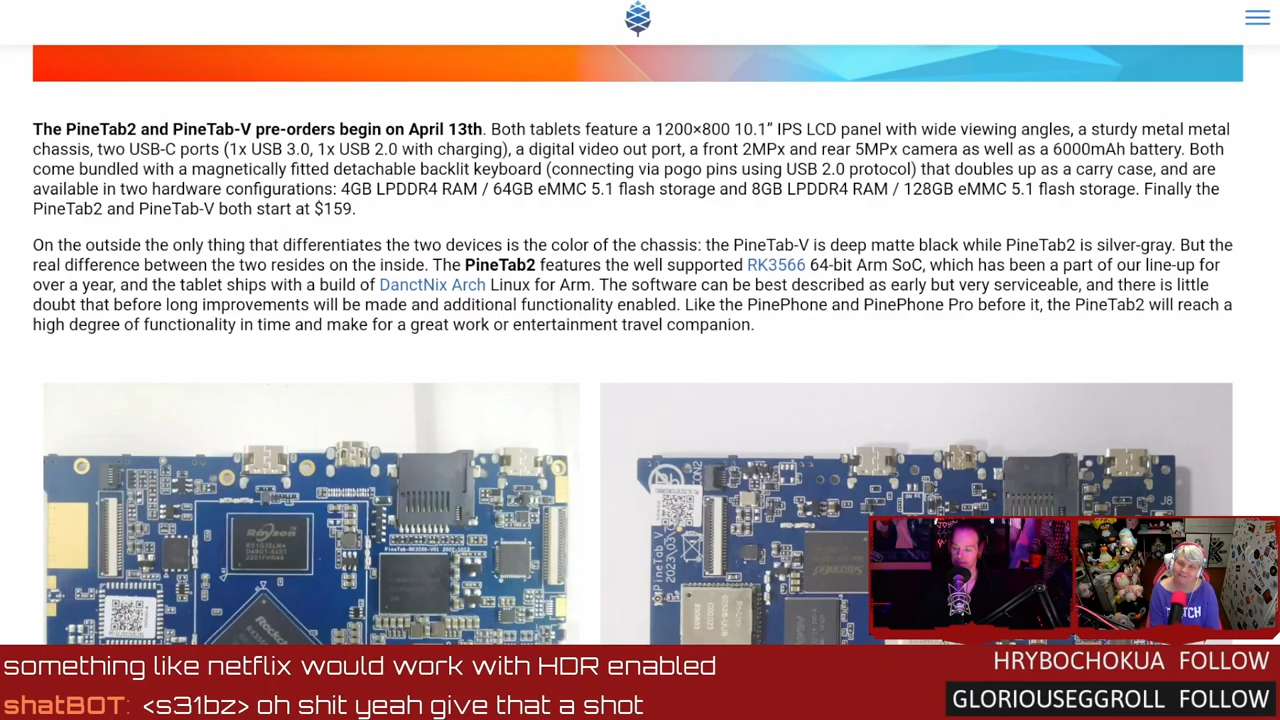 The PineTab2 and PineTab-V pre-orders begin on April 13th. Both tablets feature a 1200×800 10.1” IPS LCD panel with wide viewing angles, a sturdy metal metal
chassis, two USB-C ports (1x USB 3.0, 1x USB 2.0 with charging), a digital video out port, a front 2MPx and rear 5MPx camera as well as a 6000mAh battery. Both
come bundled with a magnetically fitted detachable backlit keyboard (connecting via pogo pins using USB 2.0 protocol) that doubles up as a carry case, and are
available in two hardware configurations: 4GB LPDDR4 RAM / 64GB eMMC 5.1 flash storage and 8GB LPDDR4 RAM / 128GB eMMC 5.1 flash storage. Finally the
PineTab2 and PineTab-V both start at $159.
On the outside the only thing that differentiates the two devices is the color of the chassis: the PineTab-V is deep matte black while PineTab2 is silver-gray. But the
real difference between the two resides on the inside. The PineTab2 features the well supported RK3566 64-bit Arm SoC, which has been a part of our line-up for
over a year, and the tablet ships with a build of DanctNix Arch Linux for Arm. The software can be best described as early but very serviceable, and there is little
doubt that before long improvements will be made and additional functionality enabled. Like the PinePhone and PinePhone Pro before it, the PineTab2 will reach a
high degree of functionality in time and make for a great work or entertainment travel companion.
Rayson
PineTab-RK3566-V01
Rockchip
PineTab V
J8
something like netflix would work with HDR enabled
shatBOT: <s31bz> oh shit yeah give that a shot
HRYBOCHOKUA FOLLOW
GLORIOUSEGGROLL FOLLOW